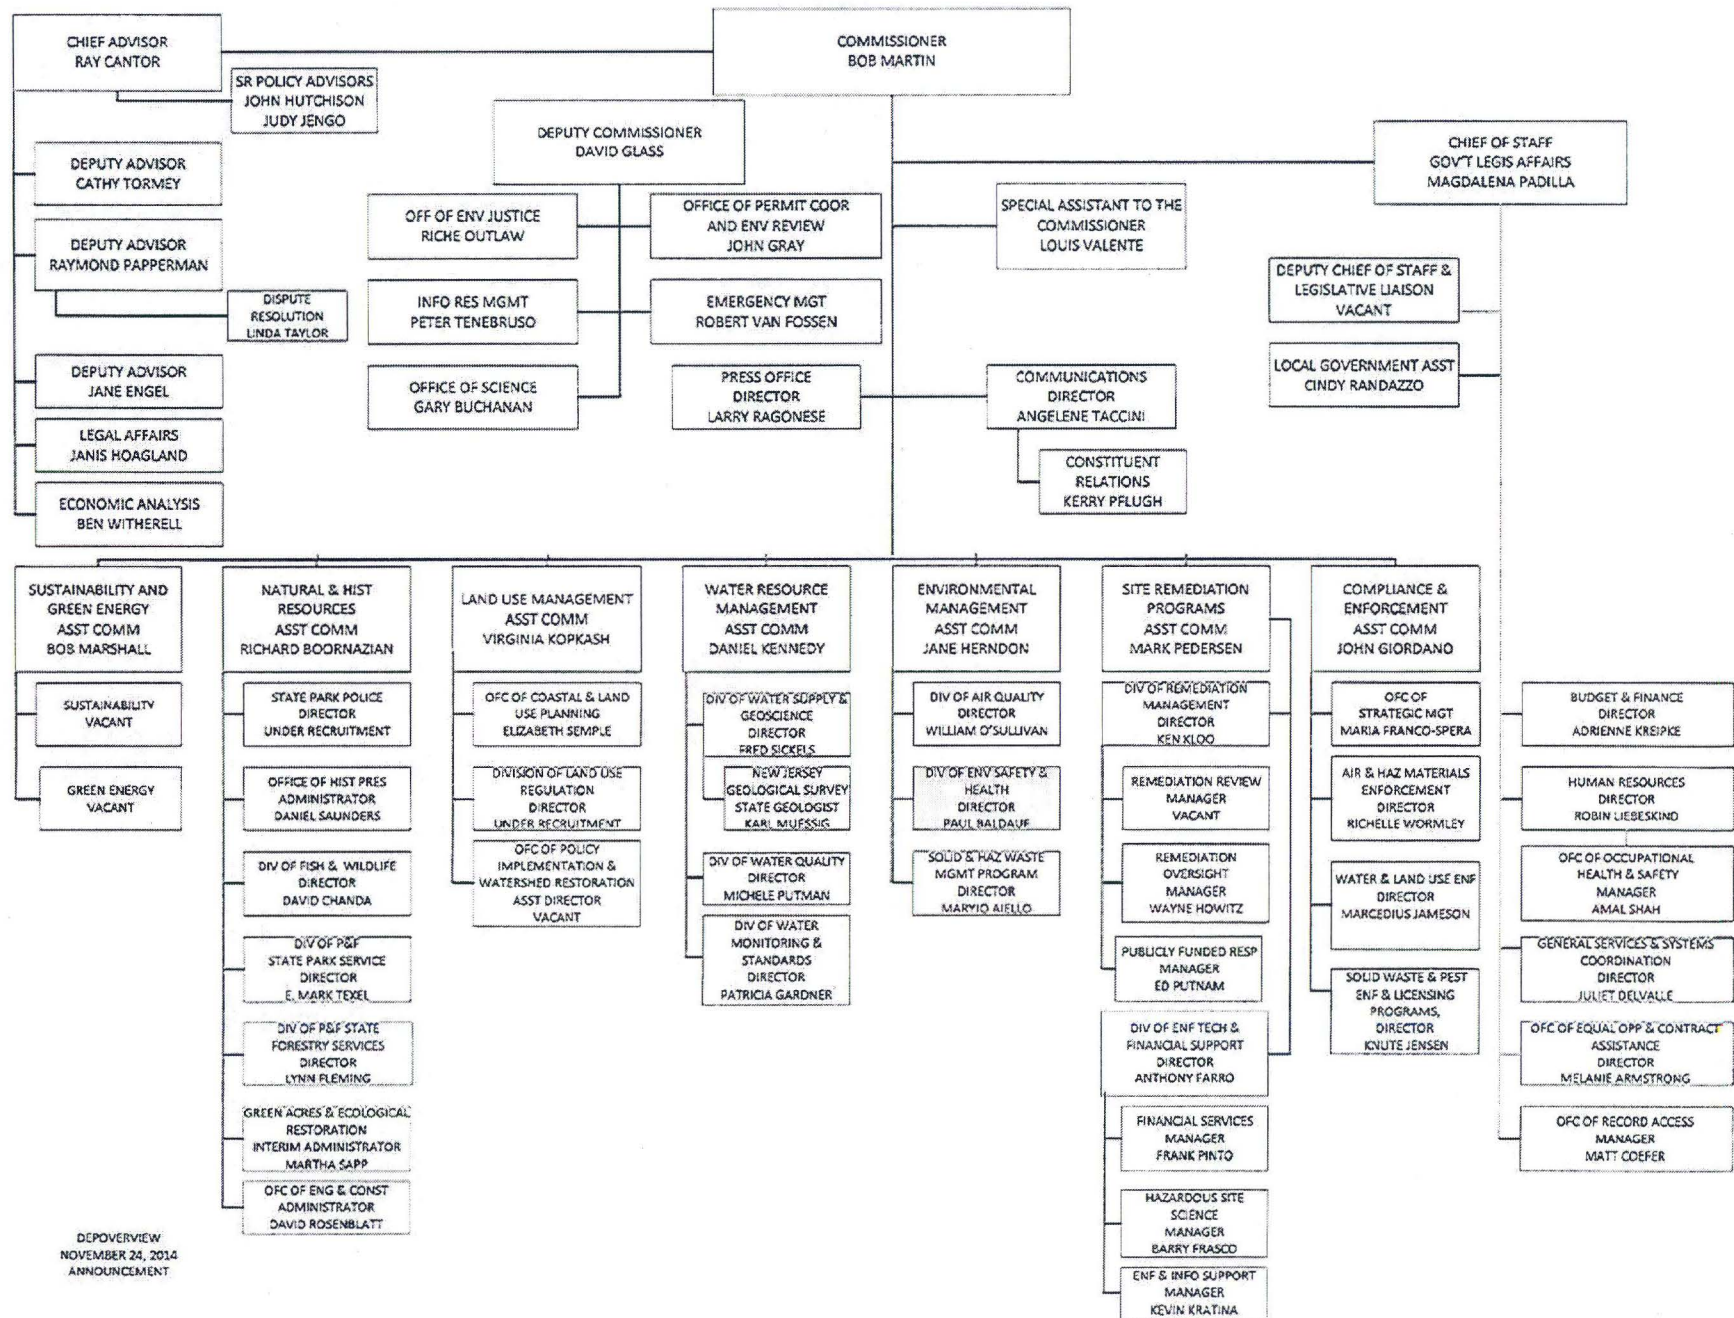 CHIEF ADVISOR
RAY CANTOR
COMMISSIONER
BOB MARTIN
SR POLICY ADVISORS
JOHN HUTCHISON
JUDY JENGO
DEPUTY COMMISSIONER
DAVID GLASS
CHIEF OF STAFF
GOV'T LEGIS AFFAIRS
MAGDALENA PADILLA
DEPUTY ADVISOR
CATHY TORMEY
OFF OF ENV JUSTICE
RICHE OUTLAW
OFFICE OF PERMIT COOR
AND ENV REVIEW
JOHN GRAY
SPECIAL ASSISTANT TO THE
COMMISSIONER
LOUIS VALENTE
DEPUTY ADVISOR
RAYMOND PAPPERMAN
DISPUTE
RESOLUTION
LINDA TAYLOR
INFO RES MGMT
PETER TENEBRUSO
EMERGENCY MGT
ROBERT VAN FOSSEN
DEPUTY CHIEF OF STAFF &
LEGISLATIVE LIAISON
VACANT
DEPUTY ADVISOR
JANE ENGEL
OFFICE OF SCIENCE
GARY BUCHANAN
PRESS OFFICE
DIRECTOR
LARRY RAGONESE
COMMUNICATIONS
DIRECTOR
ANGELENE TACCINI
LOCAL GOVERNMENT ASST
CINDY RANDAZZO
LEGAL AFFAIRS
JANIS HOAGLAND
CONSTITUENT
RELATIONS
KERRY PFLUGH
ECONOMIC ANALYSIS
BEN WITHERELL
SUSTAINABILITY AND
GREEN ENERGY
ASST COMM
BOB MARSHALL
SUSTAINABILITY
VACANT
GREEN ENERGY
VACANT
NATURAL & HIST
RESOURCES
ASST COMM
RICHARD BOORNAZIAN
STATE PARK POLICE
DIRECTOR
UNDER RECRUITMENT
OFFICE OF HIST PRES
ADMINISTRATOR
DANIEL SAUNDERS
DIV OF FISH & WILDLIFE
DIRECTOR
DAVID CHANDA
DIV OF P&F
STATE PARK SERVICE
DIRECTOR
E. MARK TEXEL
DIV OF P&F STATE
FORESTRY SERVICES
DIRECTOR
LYNN FLEMING
GREEN ACRES & ECOLOGICAL
RESTORATION
INTERIM ADMINISTRATOR
MARTHA SAPP
OFC OF ENG & CONST
ADMINISTRATOR
DAVID ROSENBLATT
LAND USE MANAGEMENT
ASST COMM
VIRGINIA KOPKASH
OFC OF COASTAL & LAND
USE PLANNING
ELIZABETH SEMPLE
DIVISION OF LAND USE
REGULATION
DIRECTOR
UNDER RECRUITMENT
OFC OF POLICY
IMPLEMENTATION &
WATERSHED RESTORATION
ASST DIRECTOR
VACANT
WATER RESOURCE
MANAGEMENT
ASST COMM
DANIEL KENNEDY
DIV OF WATER SUPPLY &
GEOSCIENCE
DIRECTOR
FRED SICKELS
NEW JERSEY
GEOLOGICAL SURVEY
STATE GEOLOGIST
KARL MUESSIG
DIV OF WATER QUALITY
DIRECTOR
MICHELE PUTMAN
DIV OF WATER
MONITORING &
STANDARDS
DIRECTOR
PATRICIA GARDNER
ENVIRONMENTAL
MANAGEMENT
ASST COMM
JANE HERNDON
DIV OF AIR QUALITY
DIRECTOR
WILLIAM O'SULLIVAN
DIV OF ENV SAFETY &
HEALTH
DIRECTOR
PAUL BALDAUF
SOLID & HAZ WASTE
MGMT PROGRAM
DIRECTOR
MARYJO AIELLO
SITE REMEDIATION
PROGRAMS
ASST COMM
MARK PEDERSEN
DIV OF REMEDIATION
MANAGEMENT
DIRECTOR
KEN KLOO
REMEDIATION REVIEW
MANAGER
VACANT
REMEDIATION
OVERSIGHT
MANAGER
WAYNE HOWITZ
PUBLICLY FUNDED RESP
MANAGER
ED PUTNAM
DIV OF ENF TECH &
FINANCIAL SUPPORT
DIRECTOR
ANTHONY FARRO
FINANCIAL SERVICES
MANAGER
FRANK PINTO
HAZARDOUS SITE
SCIENCE
MANAGER
BARRY FRASCO
ENF & INFO SUPPORT
MANAGER
KEVIN KRATINA
COMPLIANCE &
ENFORCEMENT
ASST COMM
JOHN GIORDANO
OFC OF
STRATEGIC MGT
MARIA FRANCO-SPERA
AIR & HAZ MATERIALS
ENFORCEMENT
DIRECTOR
RICHELLE WORMLEY
WATER & LAND USE ENF
DIRECTOR
MARCEDIUS JAMESON
SOLID WASTE & PEST
ENF & LICENSING
PROGRAMS,
DIRECTOR
KNUTE JENSEN
BUDGET & FINANCE
DIRECTOR
ADRIENNE KREIPKE
HUMAN RESOURCES
DIRECTOR
ROBIN LIEBESKIND
OFC OF OCCUPATIONAL
HEALTH & SAFETY
MANAGER
AMAL SHAH
GENERAL SERVICES & SYSTEMS
COORDINATION
DIRECTOR
JULIET DELVALLE
OFC OF EQUAL OPP & CONTRACT
ASSISTANCE
DIRECTOR
MELANIE ARMSTRONG
OFC OF RECORD ACCESS
MANAGER
MATT COEFER
DEPOVERVIEW
NOVEMBER 24, 2014
ANNOUNCEMENT